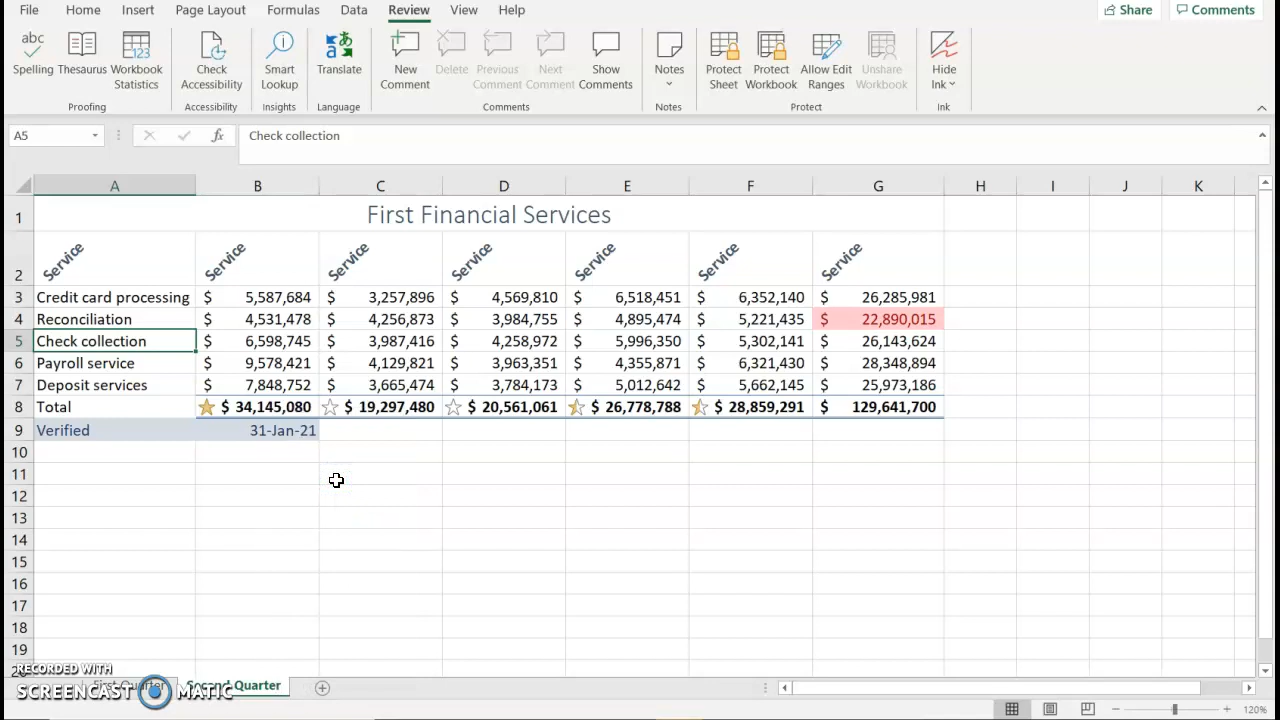 File Home Insert Page Layout Formulas Data Review View Help Share Comments
abc
Spelling Thesaurus Workbook Statistics Check Accessibility Smart Lookup Translate New Comment Delete Previous Comment Next Comment Show Comments Notes Protect Sheet Protect Workbook Allow Edit Ranges Unshare Workbook Hide Ink
Proofing Accessibility Insights Language Comments Notes Protect Ink
A5 fx Check collection
A B C D E F G H I J K
1 First Financial Services
2 Service Service Service Service Service Service Service
3 Credit card processing $ 5,587,684 $ 3,257,896 $ 4,569,810 $ 6,518,451 $ 6,352,140 $ 26,285,981
4 Reconciliation $ 4,531,478 $ 4,256,873 $ 3,984,755 $ 4,895,474 $ 5,221,435 $ 22,890,015
5 Check collection $ 6,598,745 $ 3,987,416 $ 4,258,972 $ 5,996,350 $ 5,302,141 $ 26,143,624
6 Payroll service $ 9,578,421 $ 4,129,821 $ 3,963,351 $ 4,355,871 $ 6,321,430 $ 28,348,894
7 Deposit services $ 7,848,752 $ 3,665,474 $ 3,784,173 $ 5,012,642 $ 5,662,145 $ 25,973,186
8 Total $ 34,145,080 $ 19,297,480 $ 20,561,061 $ 26,778,788 $ 28,859,291 $ 129,641,700
9 Verified 31-Jan-21
10
11
12
13
14
15
16
17
18
19
RECORDED WITH
First Quarter Second Quarter
SCREENCAST MATIC
120%